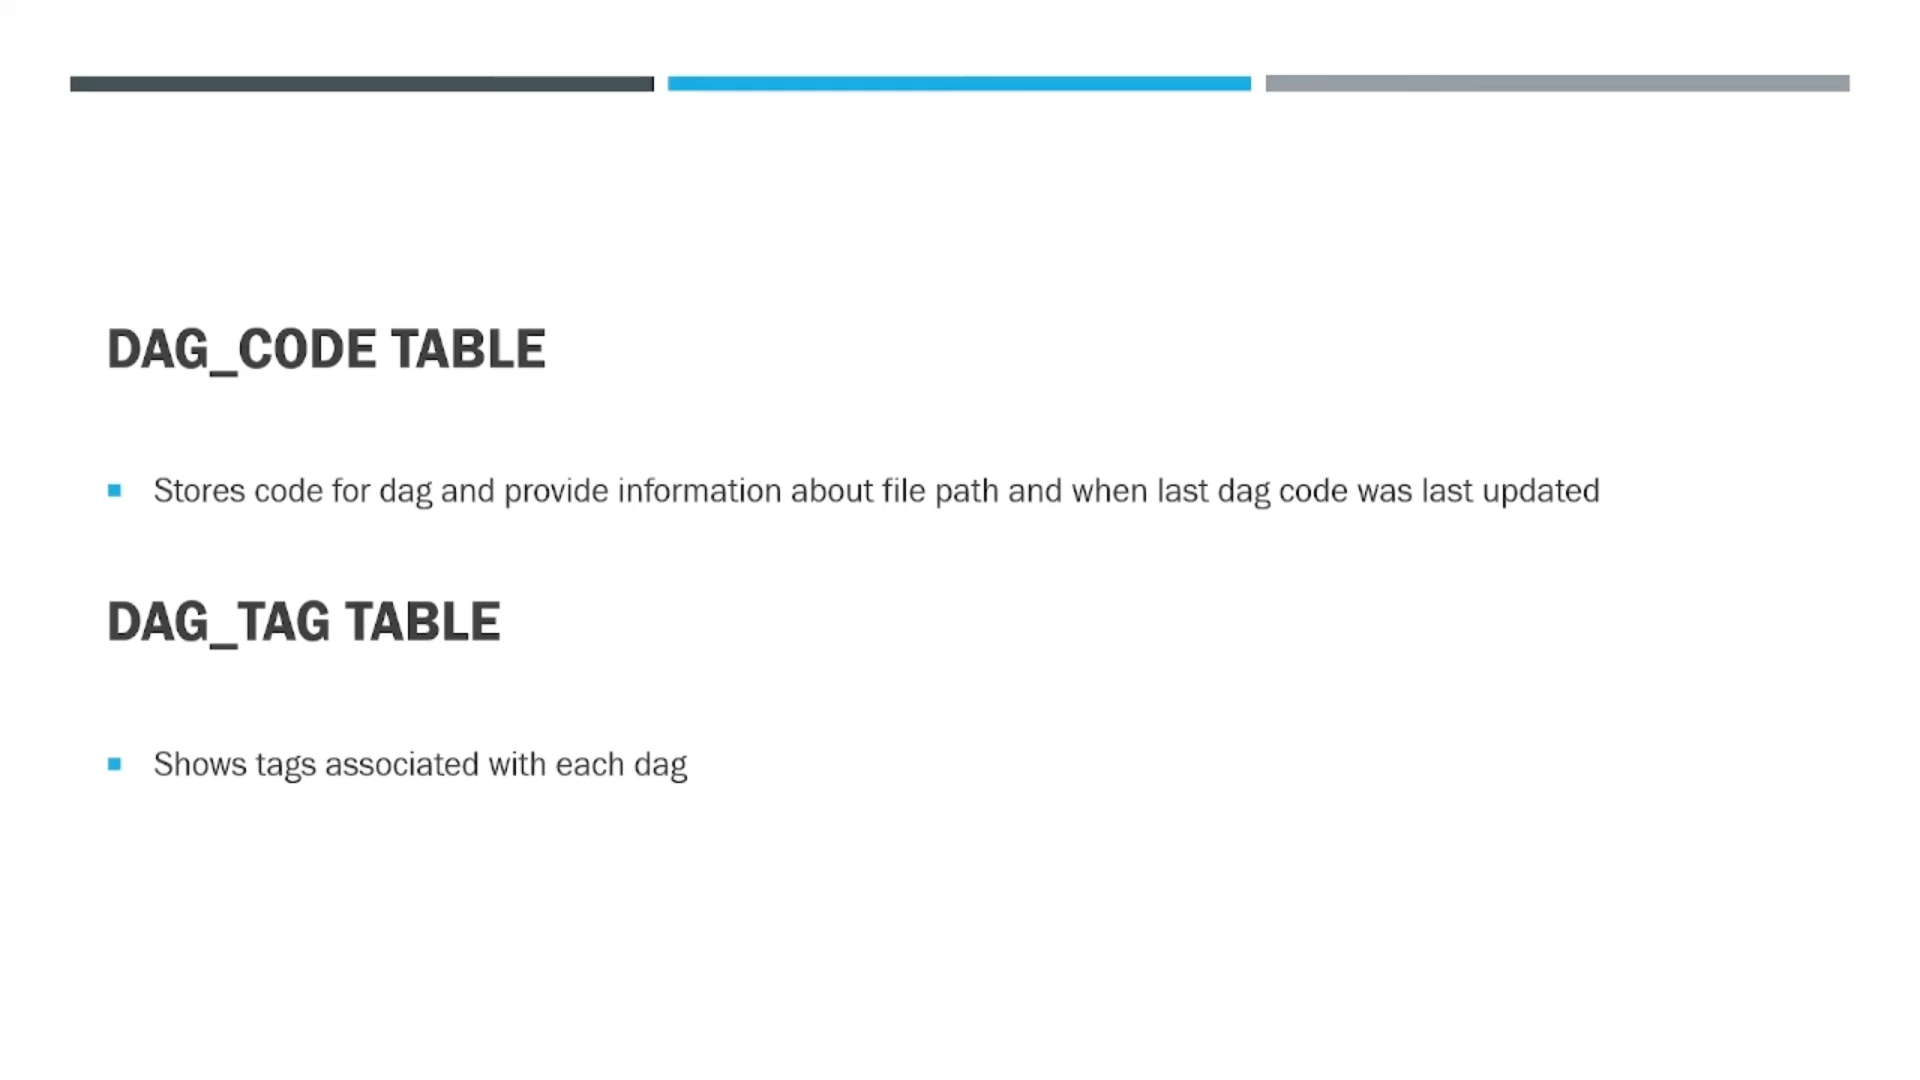 DAG_CODE TABLE
Stores code for dag and provide information about file path and when last dag code was last updated
DAG_TAG TABLE
Shows tags associated with each dag